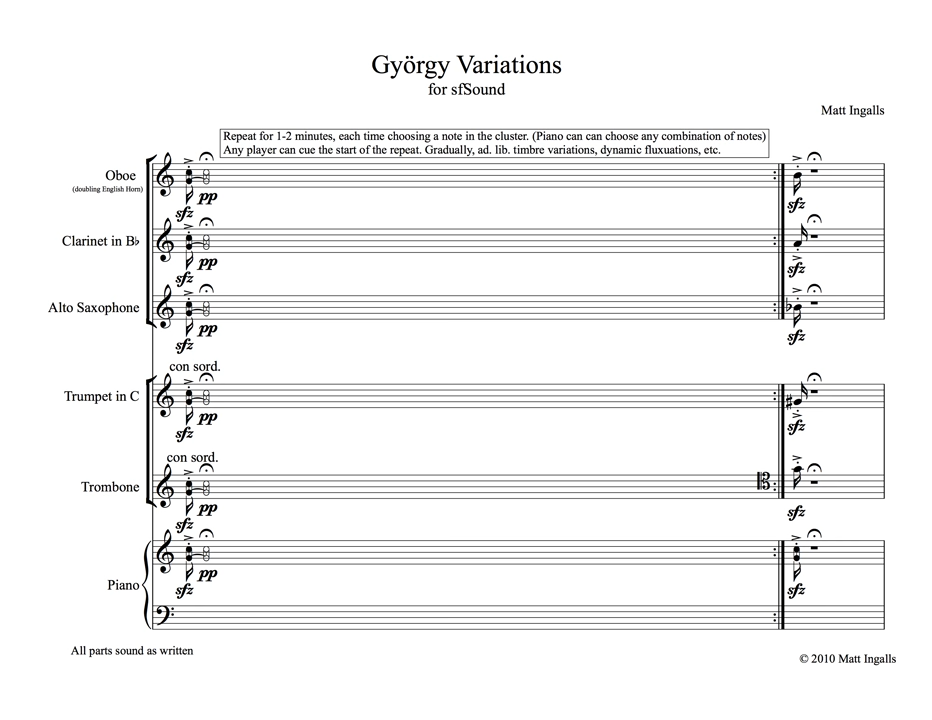 György Variations
for sfSound
Matt Ingalls
Repeat for 1-2 minutes, each time choosing a note in the cluster. (Piano can can choose any combination of notes)
Any player can cue the start of the repeat. Gradually, ad. lib. timbre variations, dynamic fluxuations, etc.
Oboe
(doubling English Horn)
pp
sfz
sfz
Clarinet in B♭
pp
sfz
sfz
Alto Saxophone
pp
sfz
sfz
con sord.
Trumpet in C
pp
sfz
sfz
con sord.
Trombone
pp
sfz
sfz
Piano
pp
sfz
sfz
All parts sound as written
© 2010 Matt Ingalls